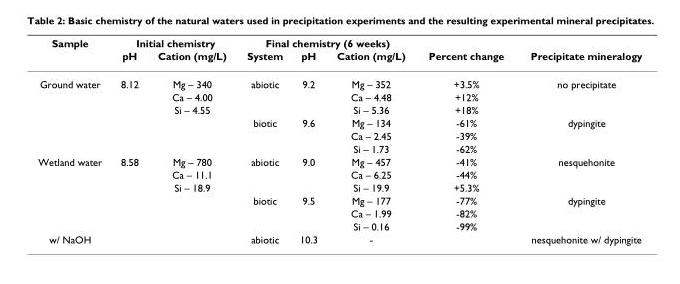 Table 2: Basic chemistry of the natural waters used in precipitation experiments and the resulting experimental mineral precipitates.
Sample Initial chemistry Final chemistry (6 weeks)
pH Cation (mg/L) System pH Cation (mg/L) Percent change Precipitate mineralogy
Ground water 8.12 Mg – 340 abiotic 9.2 Mg – 352 +3.5% no precipitate
Ca – 4.00 Ca – 4.48 +12%
Si – 4.55 Si – 5.36 +18%
biotic 9.6 Mg – 134 -61% dypingite
Ca – 2.45 -39%
Si – 1.73 -62%
Wetland water 8.58 Mg – 780 abiotic 9.0 Mg – 457 -41% nesquehonite
Ca – 11.1 Ca – 6.25 -44%
Si – 18.9 Si – 19.9 +5.3%
biotic 9.5 Mg – 177 -77% dypingite
Ca – 1.99 -82%
Si – 0.16 -99%
w/ NaOH abiotic 10.3 - nesquehonite w/ dypingite